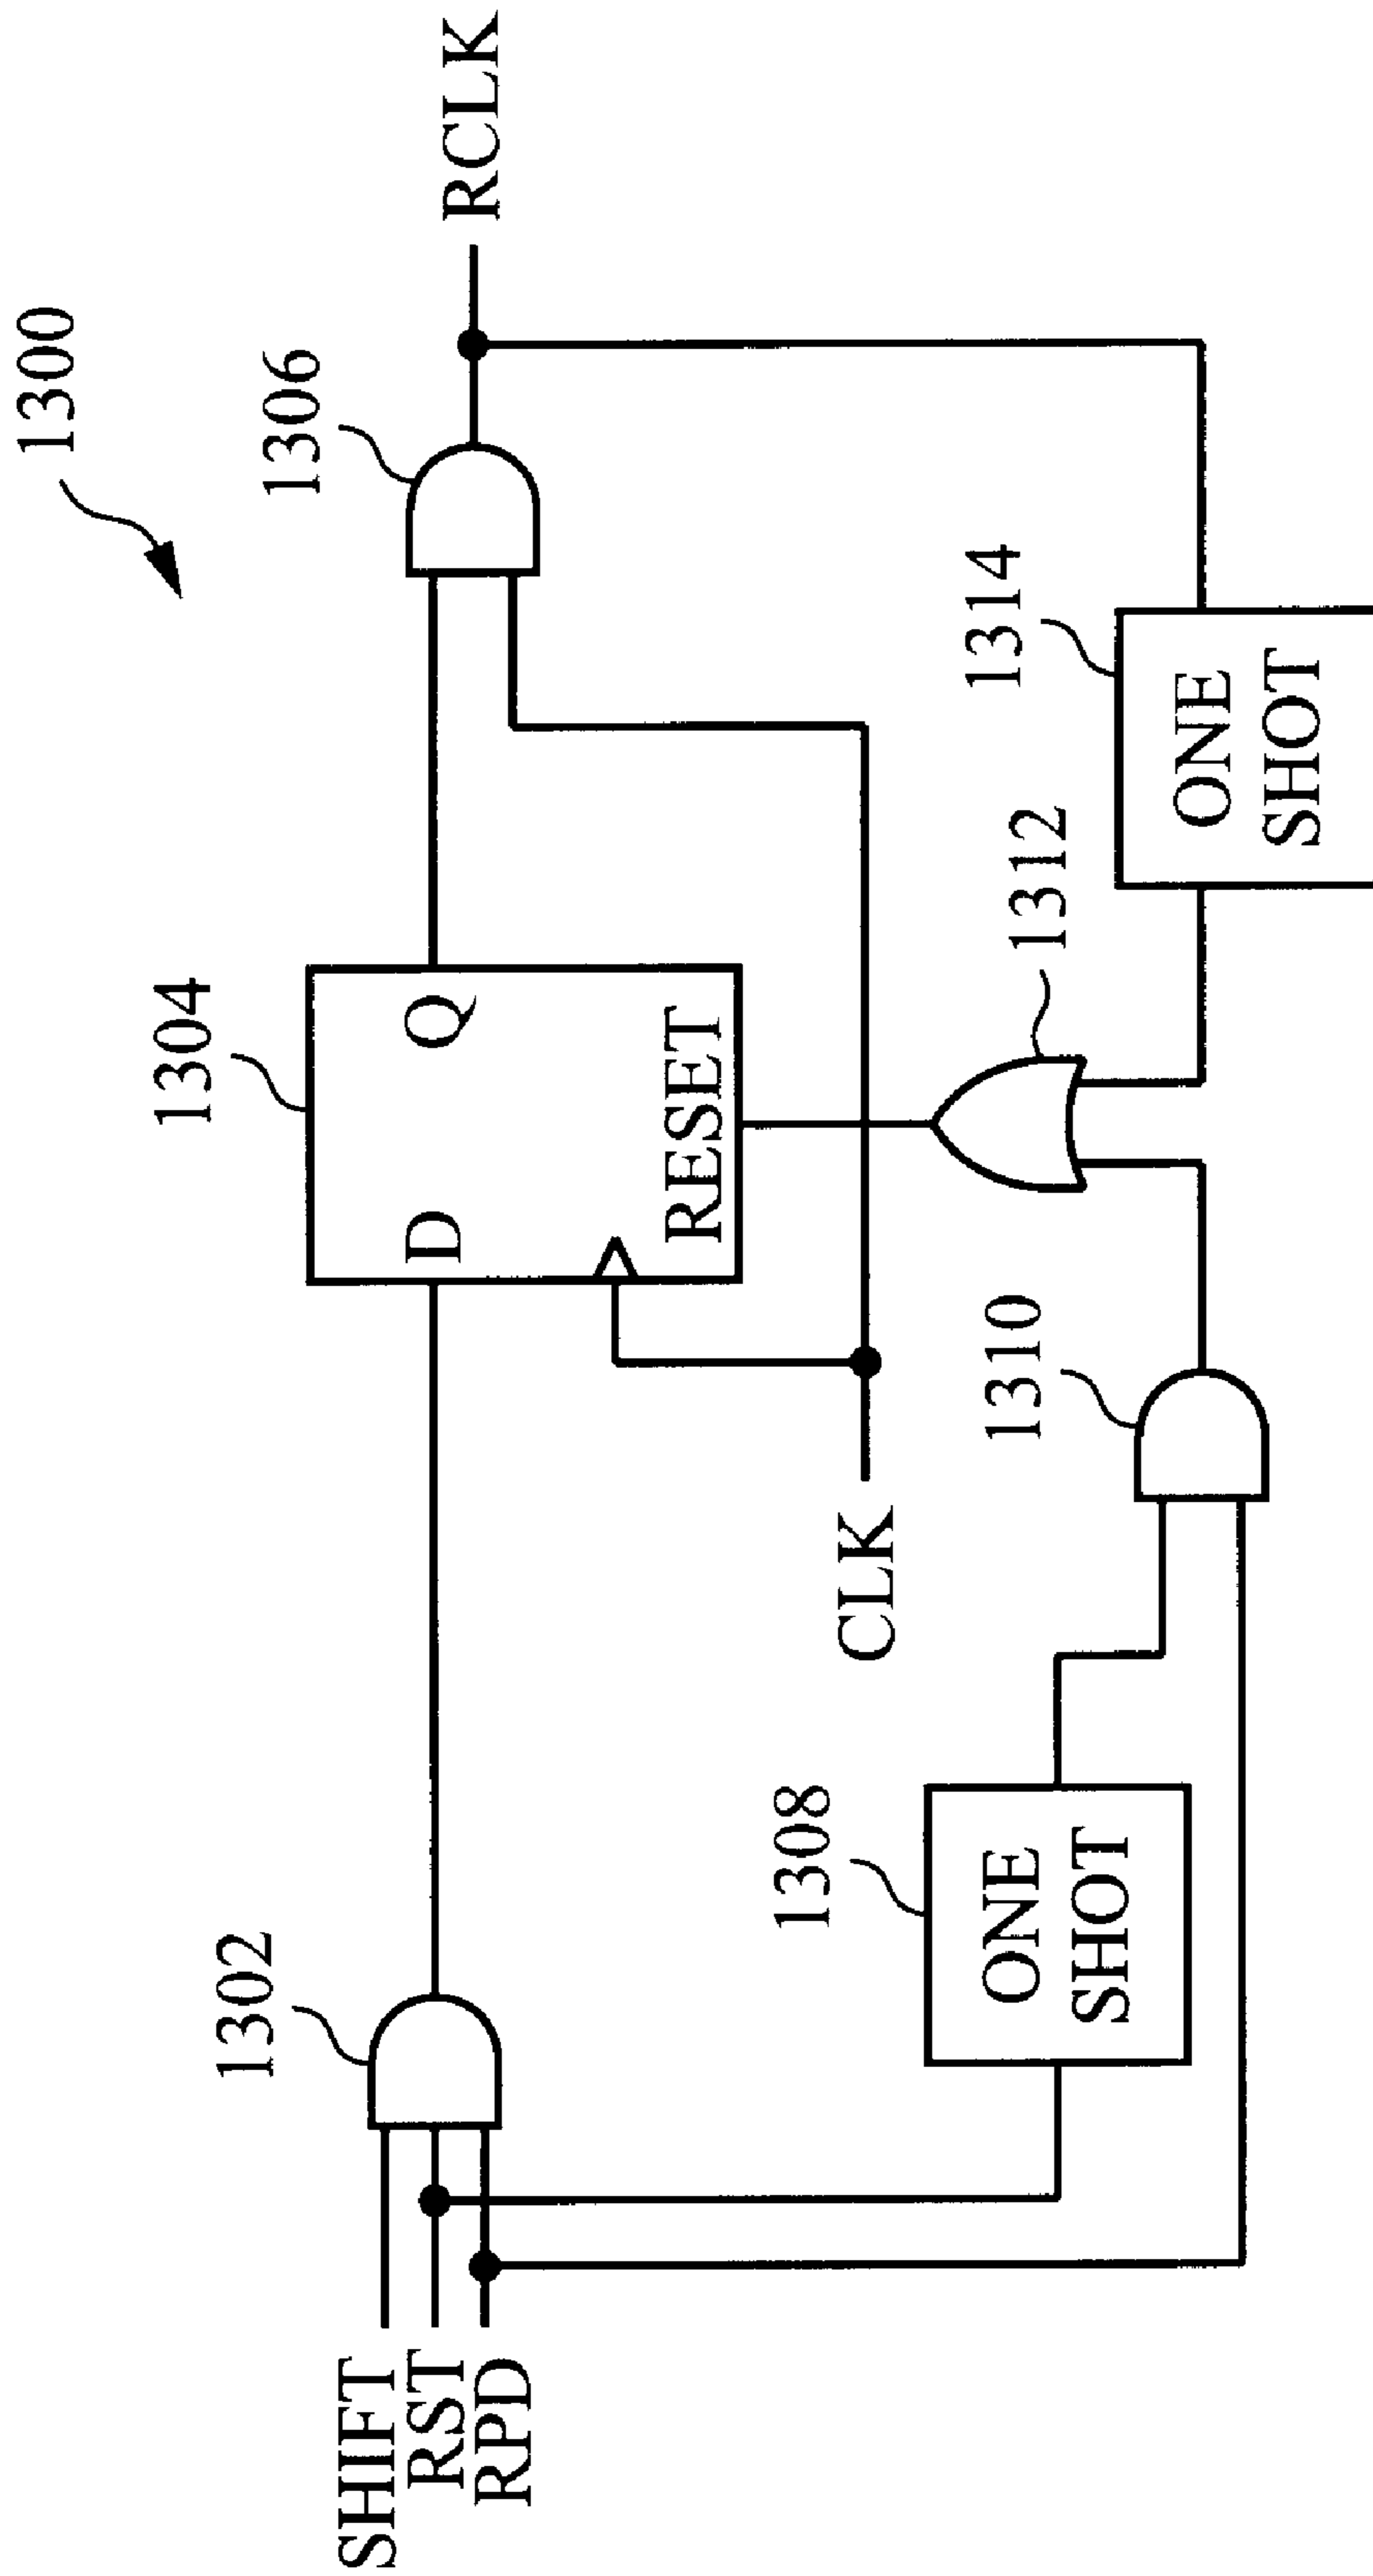 1300
1302
1304
1306
SHIFT
RST
RPD
D
Q
RESET
RCLK
CLK
1308
ONE
SHOT
1310
1312
1314
ONE
SHOT